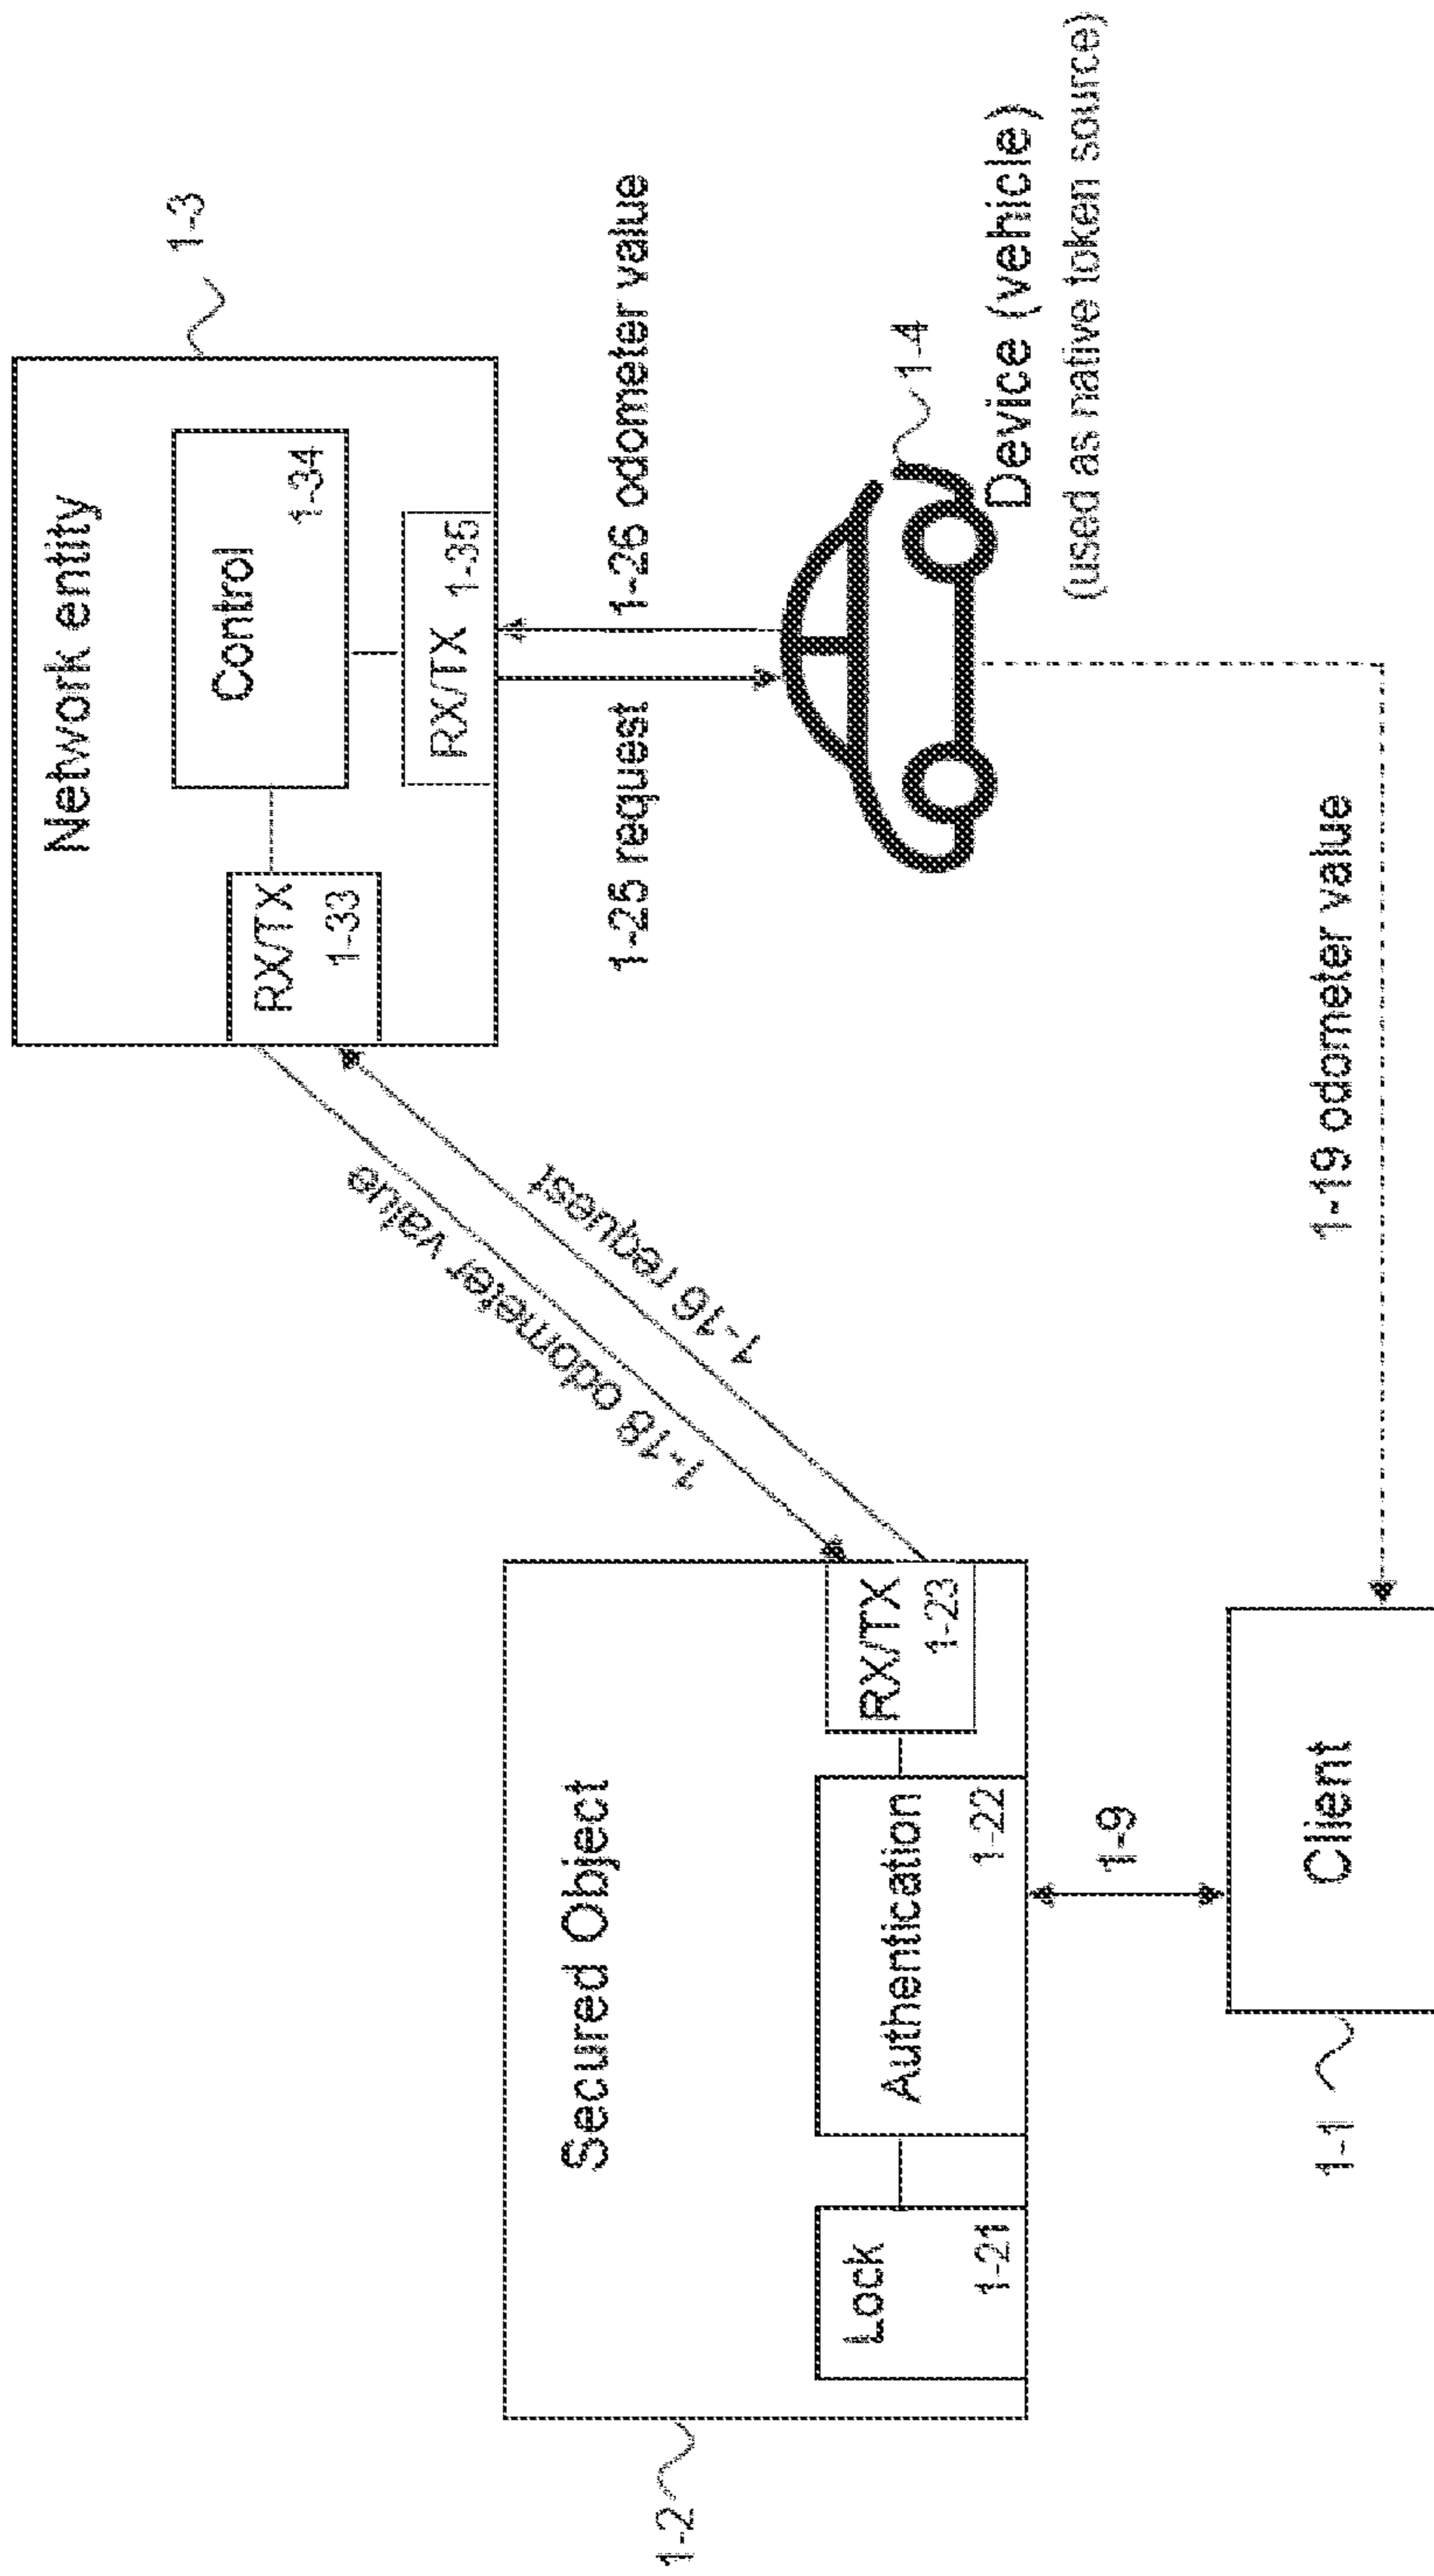 Network entity
1-3
Control
1-34
RX/TX
1-33
RX/TX 1-35
1-18 odometer value
1-16 request
1-25 request
1-26 odometer value
1-4
Device (vehicle)
(used as native token source)
1-2
Secured Object
Lock
1-21
Authentication
1-22
RX/TX
1-23
1-9
1-19 odometer value
1-1
Client